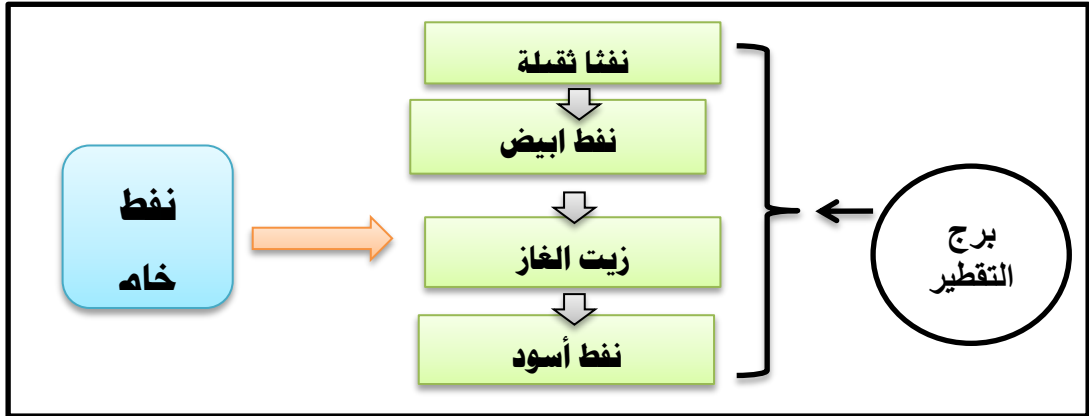 نفثا ثقيلة
نفط ابيض
زيت الغاز
نفط أسود
نفط
خام
برج
التقطير